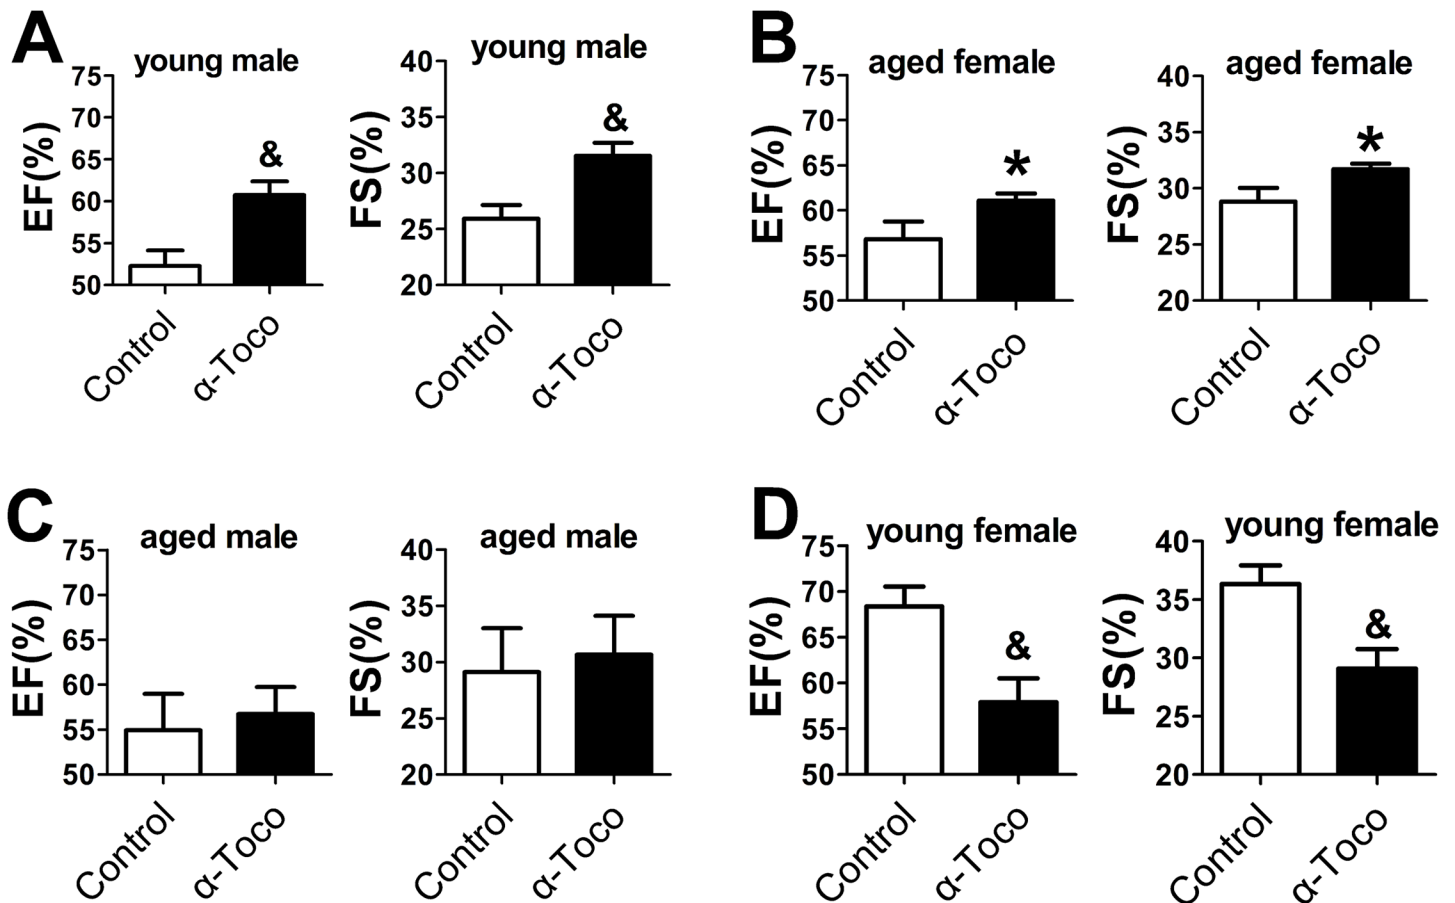 A
young male
EF(%)
75
70
65
60
55
50
&
Control
α-Toco
young male
FS(%)
40
35
30
25
20
&
Control
α-Toco
B
aged female
EF(%)
75
70
65
60
55
50
*
Control
α-Toco
aged female
FS(%)
40
35
30
25
20
*
Control
α-Toco
C
aged male
EF(%)
75
70
65
60
55
50
Control
α-Toco
aged male
FS(%)
40
35
30
25
20
Control
α-Toco
D
young female
EF(%)
75
70
65
60
55
50
&
Control
α-Toco
young female
FS(%)
40
35
30
25
20
&
Control
α-Toco